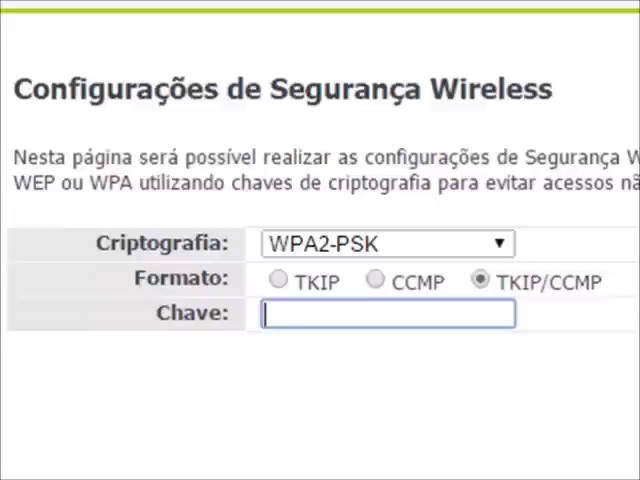 Configurações de Segurança Wireless
Nesta página será possível realizar as configurações de Segurança
WEP ou WPA utilizando chaves de criptografia para evitar acessos
Criptografia: WPA2-PSK
Formato: TKIP CCMP TKIP/CCMP
Chave: